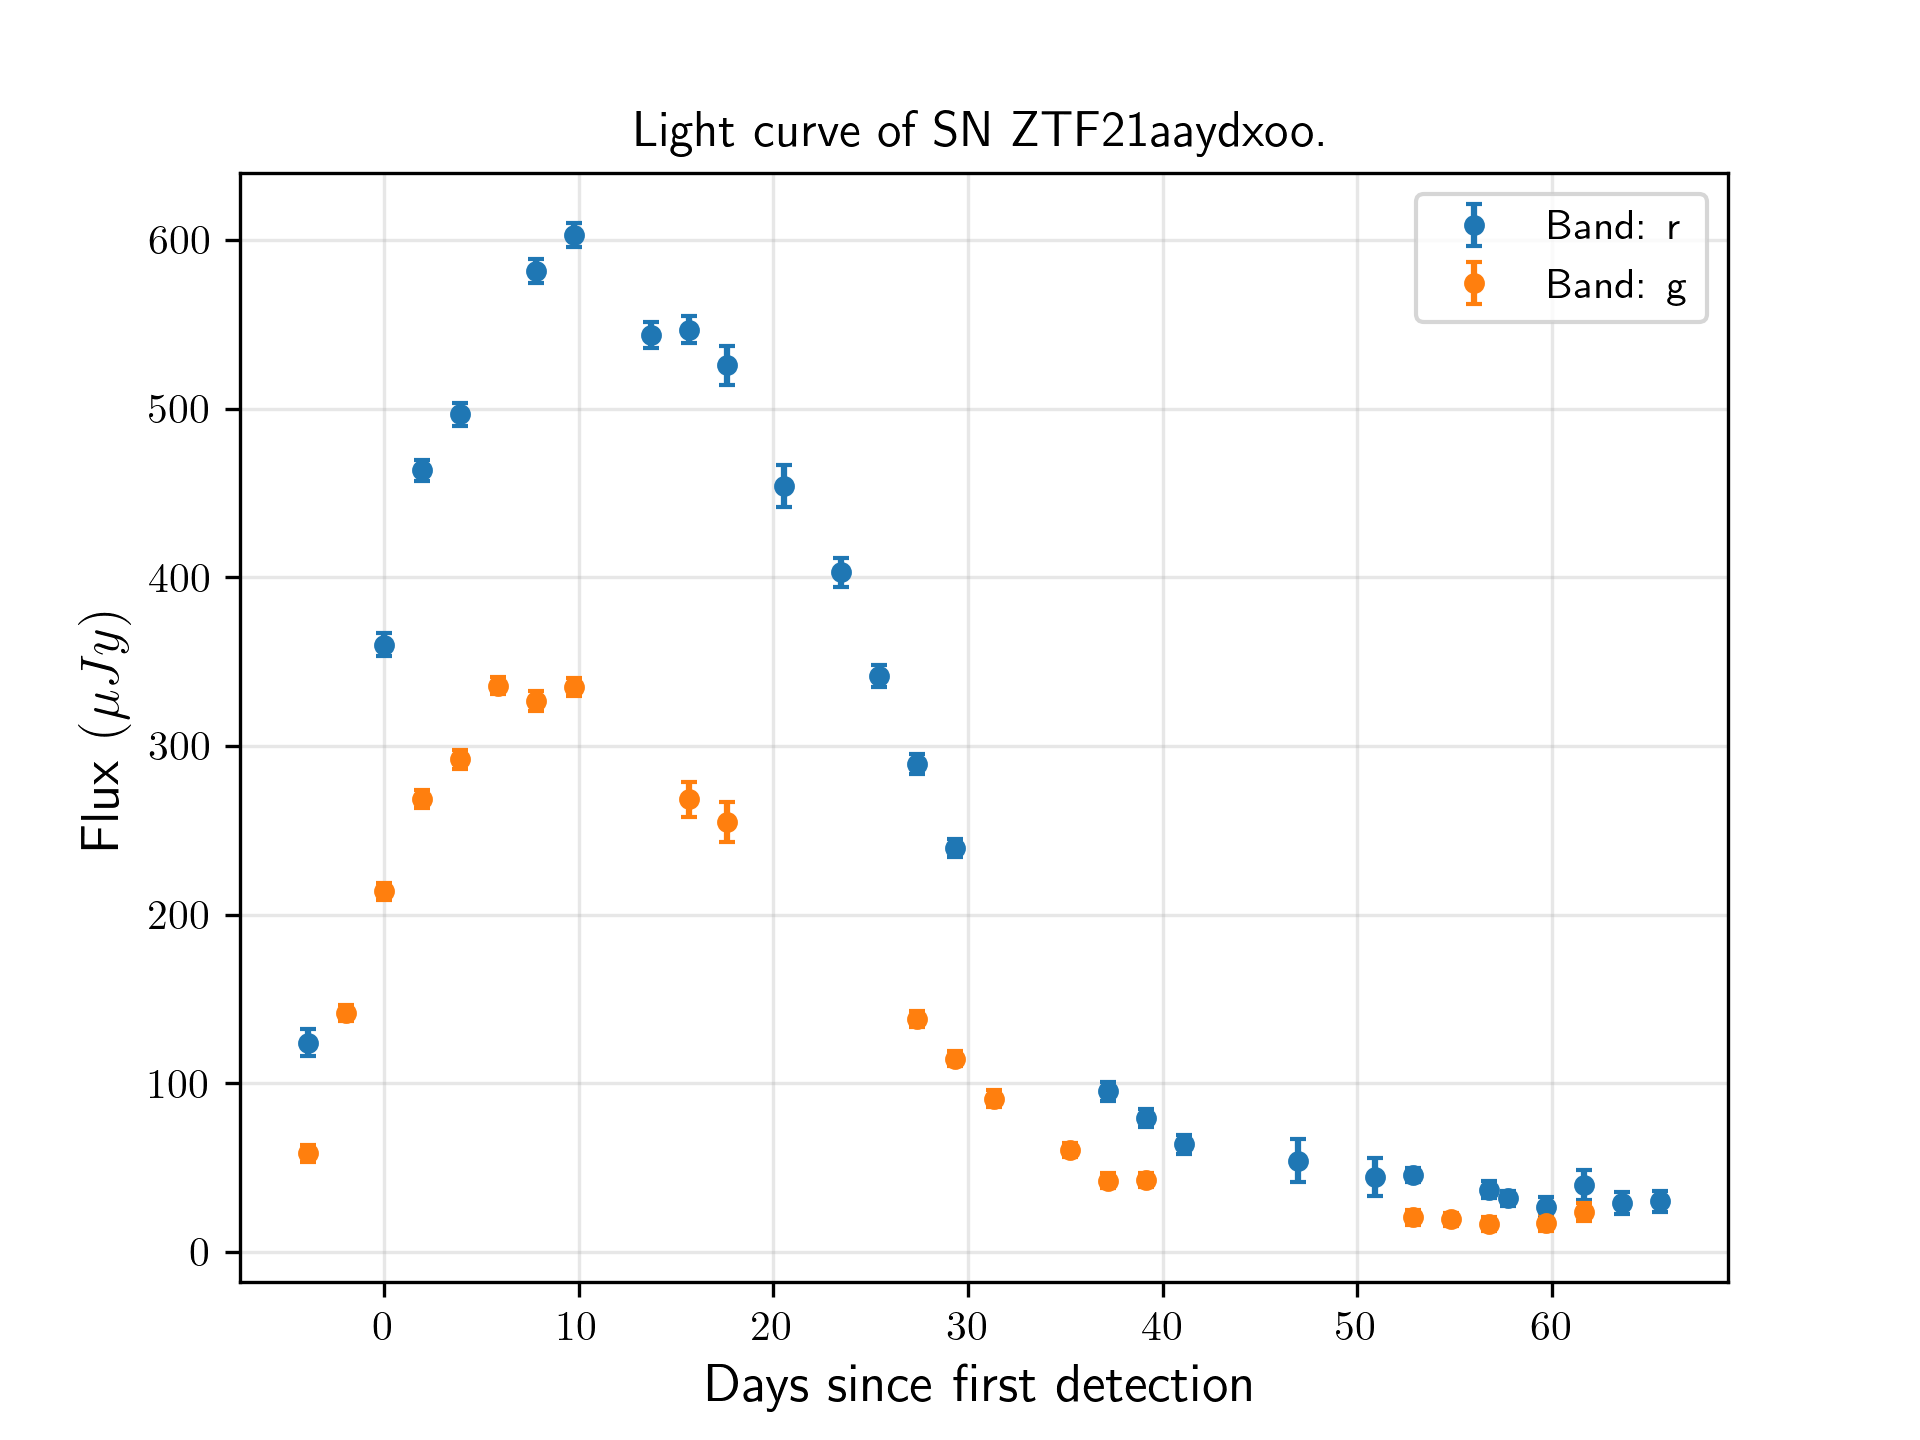 Light curve of SN ZTF21aaydxoo.
Band: r
Band: g
600
500
400
300
200
100
0
Flux (μJy)
0 10 20 30 40 50 60
Days since first detection